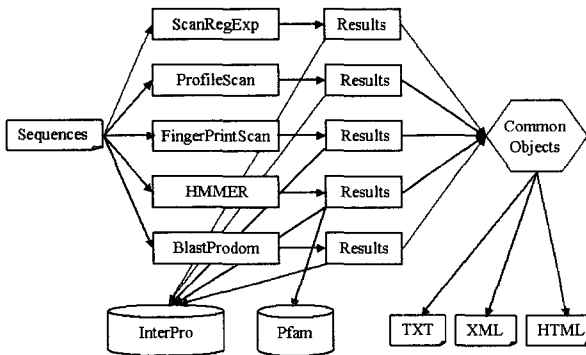 ScanRegExp
Results
ProfileScan
Results
Sequences
FingerPrintScan
Results
Common
Objects
HMMER
Results
BlastProdom
Results
InterPro
Pfam
TXT
XML
HTML